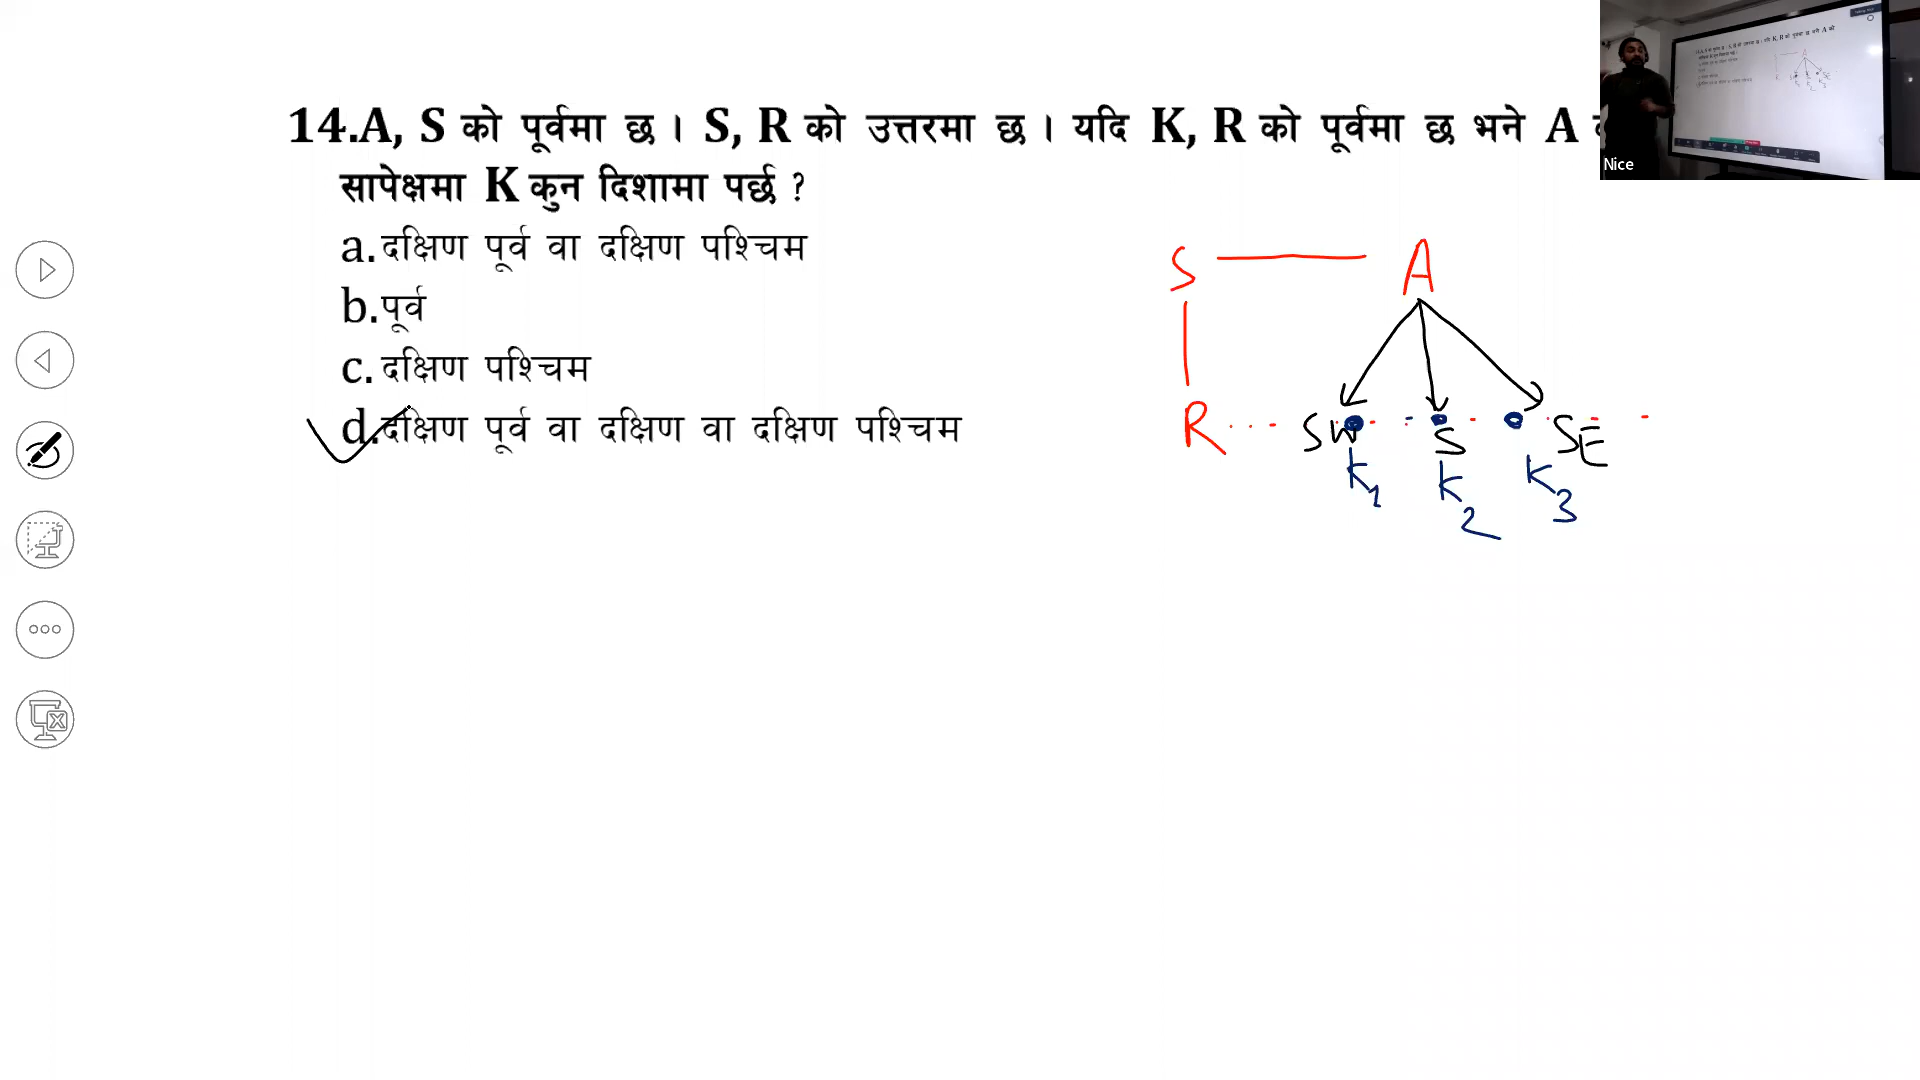 14.A, S को पूर्वमा छ । S, R को उत्तरमा छ । यदि K, R को पूर्वमा छ भने A
सापेक्षमा K कुन दिशामा पर्छ ?
a.दक्षिण पूर्व वा दक्षिण पश्चिम
b.पूर्व
c.दक्षिण पश्चिम
d.दक्षिण पूर्व वा दक्षिण वा दक्षिण पश्चिम
S A
R SW S SE
K1 K2 K3
Nice